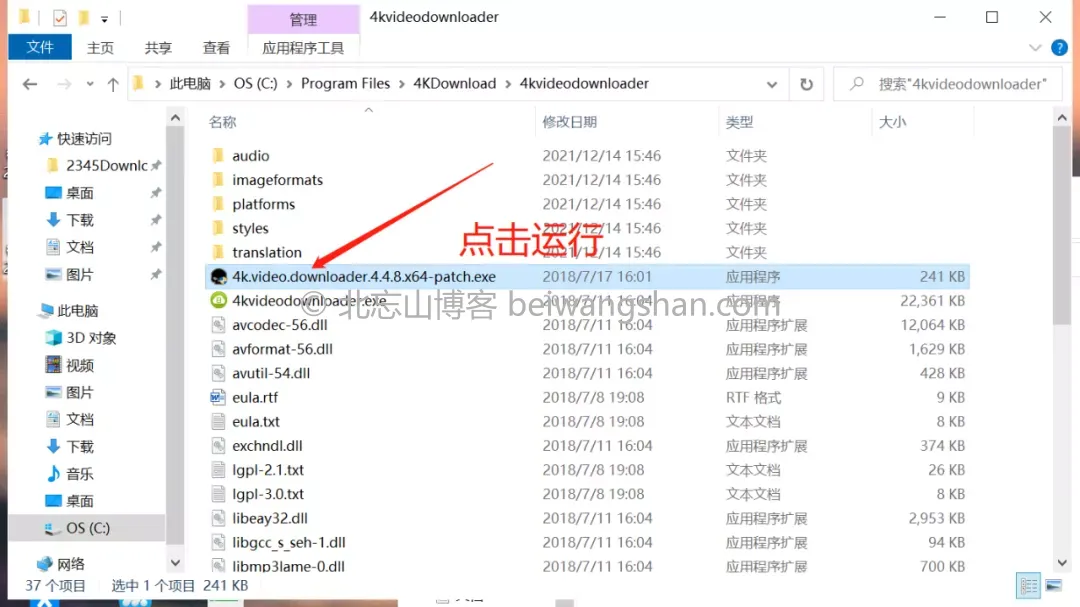 管理
4kvideodownloader
文件 主页 共享 查看 应用程序工具
此电脑 OS (C:) Program Files 4KDownload 4kvideodownloader 搜索"4kvideodownloader"
名称 修改日期 类型 大小
快速访问
2345Downlc
桌面
下载
文档
图片
此电脑
3D 对象
视频
图片
文档
下载
音乐
桌面
OS (C:)
网络
audio 2021/12/14 15:46 文件夹
imageformats 2021/12/14 15:46 文件夹
platforms 2021/12/14 15:46 文件夹
styles 2021/12/14 15:46 文件夹
translation 2021/12/14 15:46 文件夹
点击运行
4k.video.downloader.4.4.8.x64-patch.exe 2018/7/17 16:01 应用程序 241 KB
4kvideodownloader.exe 2018/7/11 16:04 应用程序 22,361 KB
© 北忘山博客 beiwangshan.com
avcodec-56.dll 2018/7/11 16:04 应用程序扩展 12,064 KB
avformat-56.dll 2018/7/11 16:04 应用程序扩展 1,629 KB
avutil-54.dll 2018/7/11 16:04 应用程序扩展 428 KB
eula.rtf 2018/7/8 19:08 RTF 格式 9 KB
eula.txt 2018/7/8 19:08 文本文档 8 KB
exchndl.dll 2018/7/11 16:04 应用程序扩展 374 KB
lgpl-2.1.txt 2018/7/8 19:08 文本文档 26 KB
lgpl-3.0.txt 2018/7/8 19:08 文本文档 8 KB
libeay32.dll 2018/7/11 16:04 应用程序扩展 2,953 KB
libgcc_s_seh-1.dll 2018/7/11 16:04 应用程序扩展 94 KB
libmp3lame-0.dll 2018/7/11 16:04 应用程序扩展 700 KB
37 个项目 选中 1 个项目 241 KB